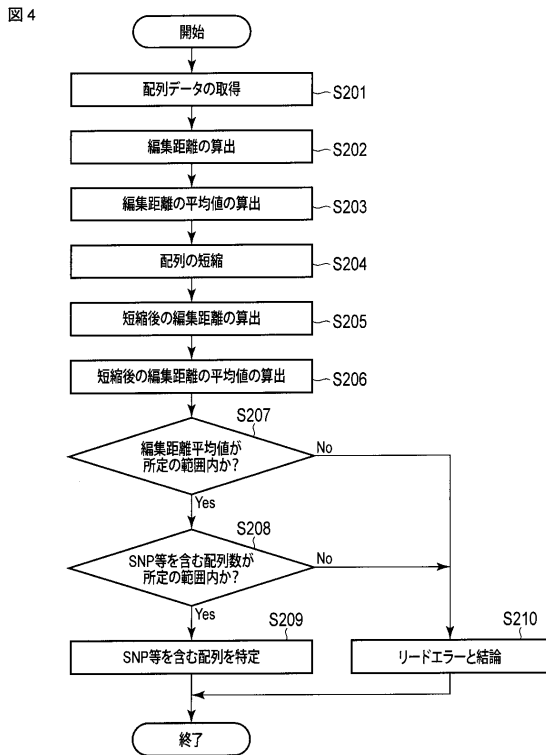 図4
開始
配列データの取得
S201
編集距離の算出
S202
編集距離の平均値の算出
S203
配列の短縮
S204
短縮後の編集距離の算出
S205
短縮後の編集距離の平均値の算出
S206
S207
編集距離平均値が
所定の範囲内か?
No
Yes
S208
SNP等を含む配列数が
所定の範囲内か?
No
Yes
S209
SNP等を含む配列を特定
S210
リードエラーと結論
終了